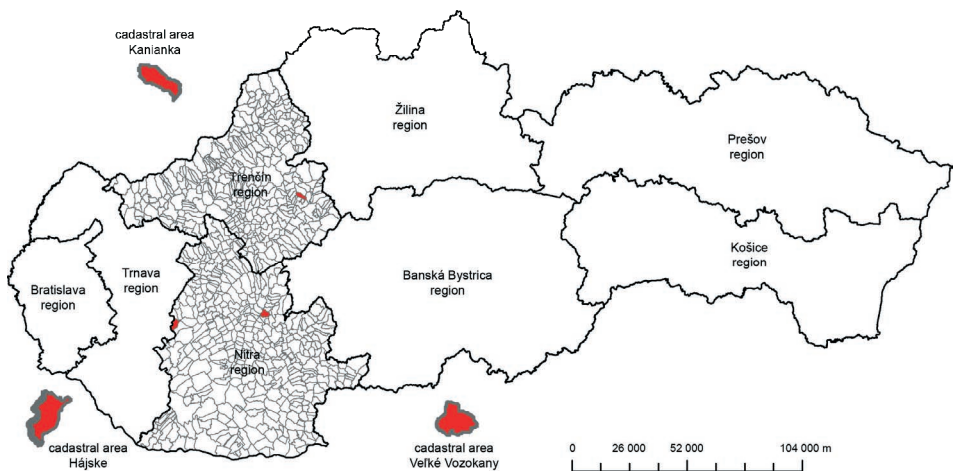 cadastral area
Kanianka
Žilina
region
Prešov
region
Trenčín
region
Košice
region
Trnava
region
Banská Bystrica
region
Bratislava
region
Nitra
region
cadastral area
Hájske
cadastral area
Veľké Vozokany
0 26 000 52 000 104 000 m